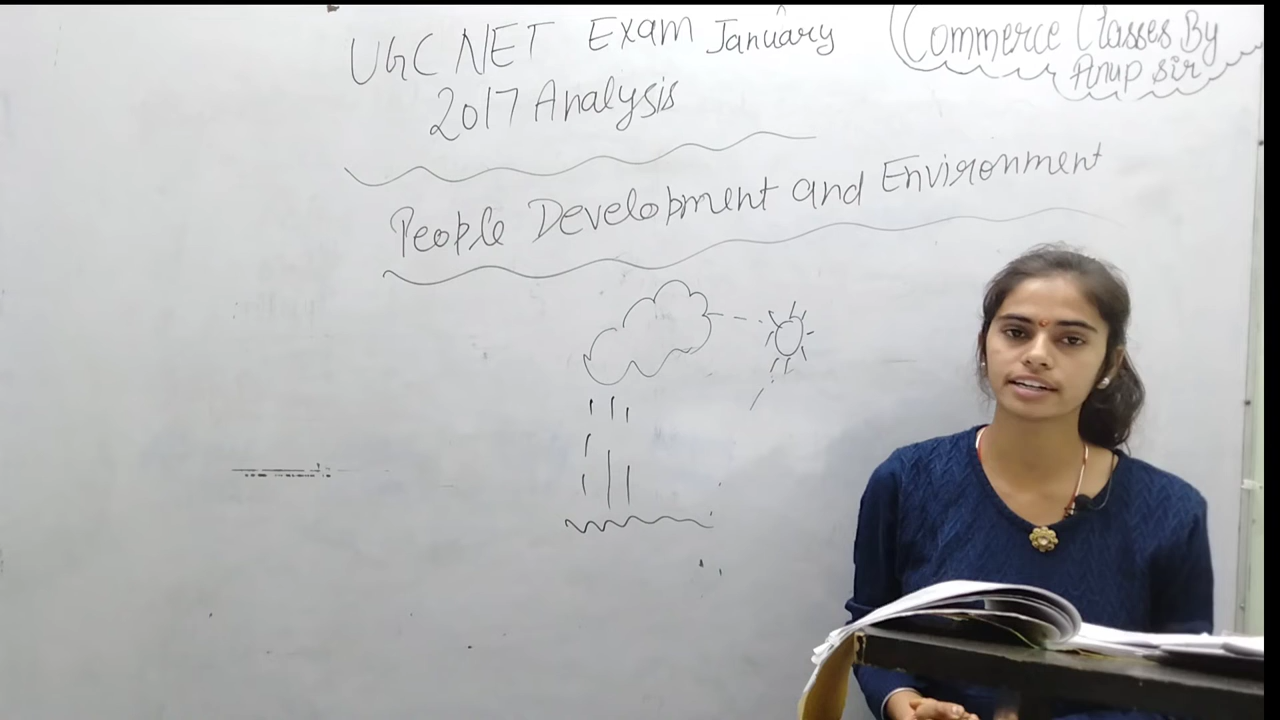 UGC NET Exam January
2017 Analysis
Commerce Classes By
Anup sir
People Development and Environment